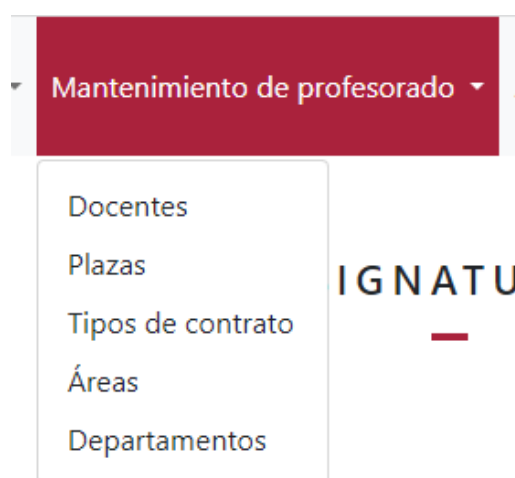 Mantenimiento de profesorado
Docentes
Plazas
IGNATU
Tipos de contrato
Áreas
Departamentos